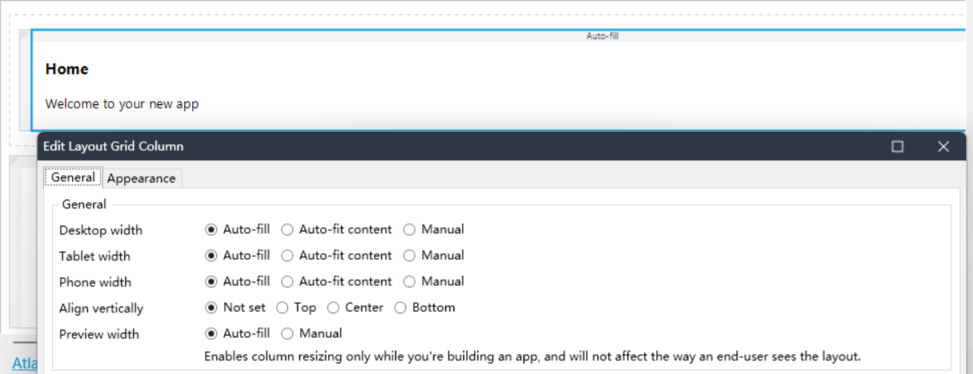 Auto-fill
Home
Welcome to your new app
Edit Layout Grid Column
General Appearance
General
Desktop width Auto-fill Auto-fit content Manual
Tablet width Auto-fill Auto-fit content Manual
Phone width Auto-fill Auto-fit content Manual
Align vertically Not set Top Center Bottom
Preview width Auto-fill Manual
Enables column resizing only while you're building an app, and will not affect the way an end-user sees the layout.
Atla